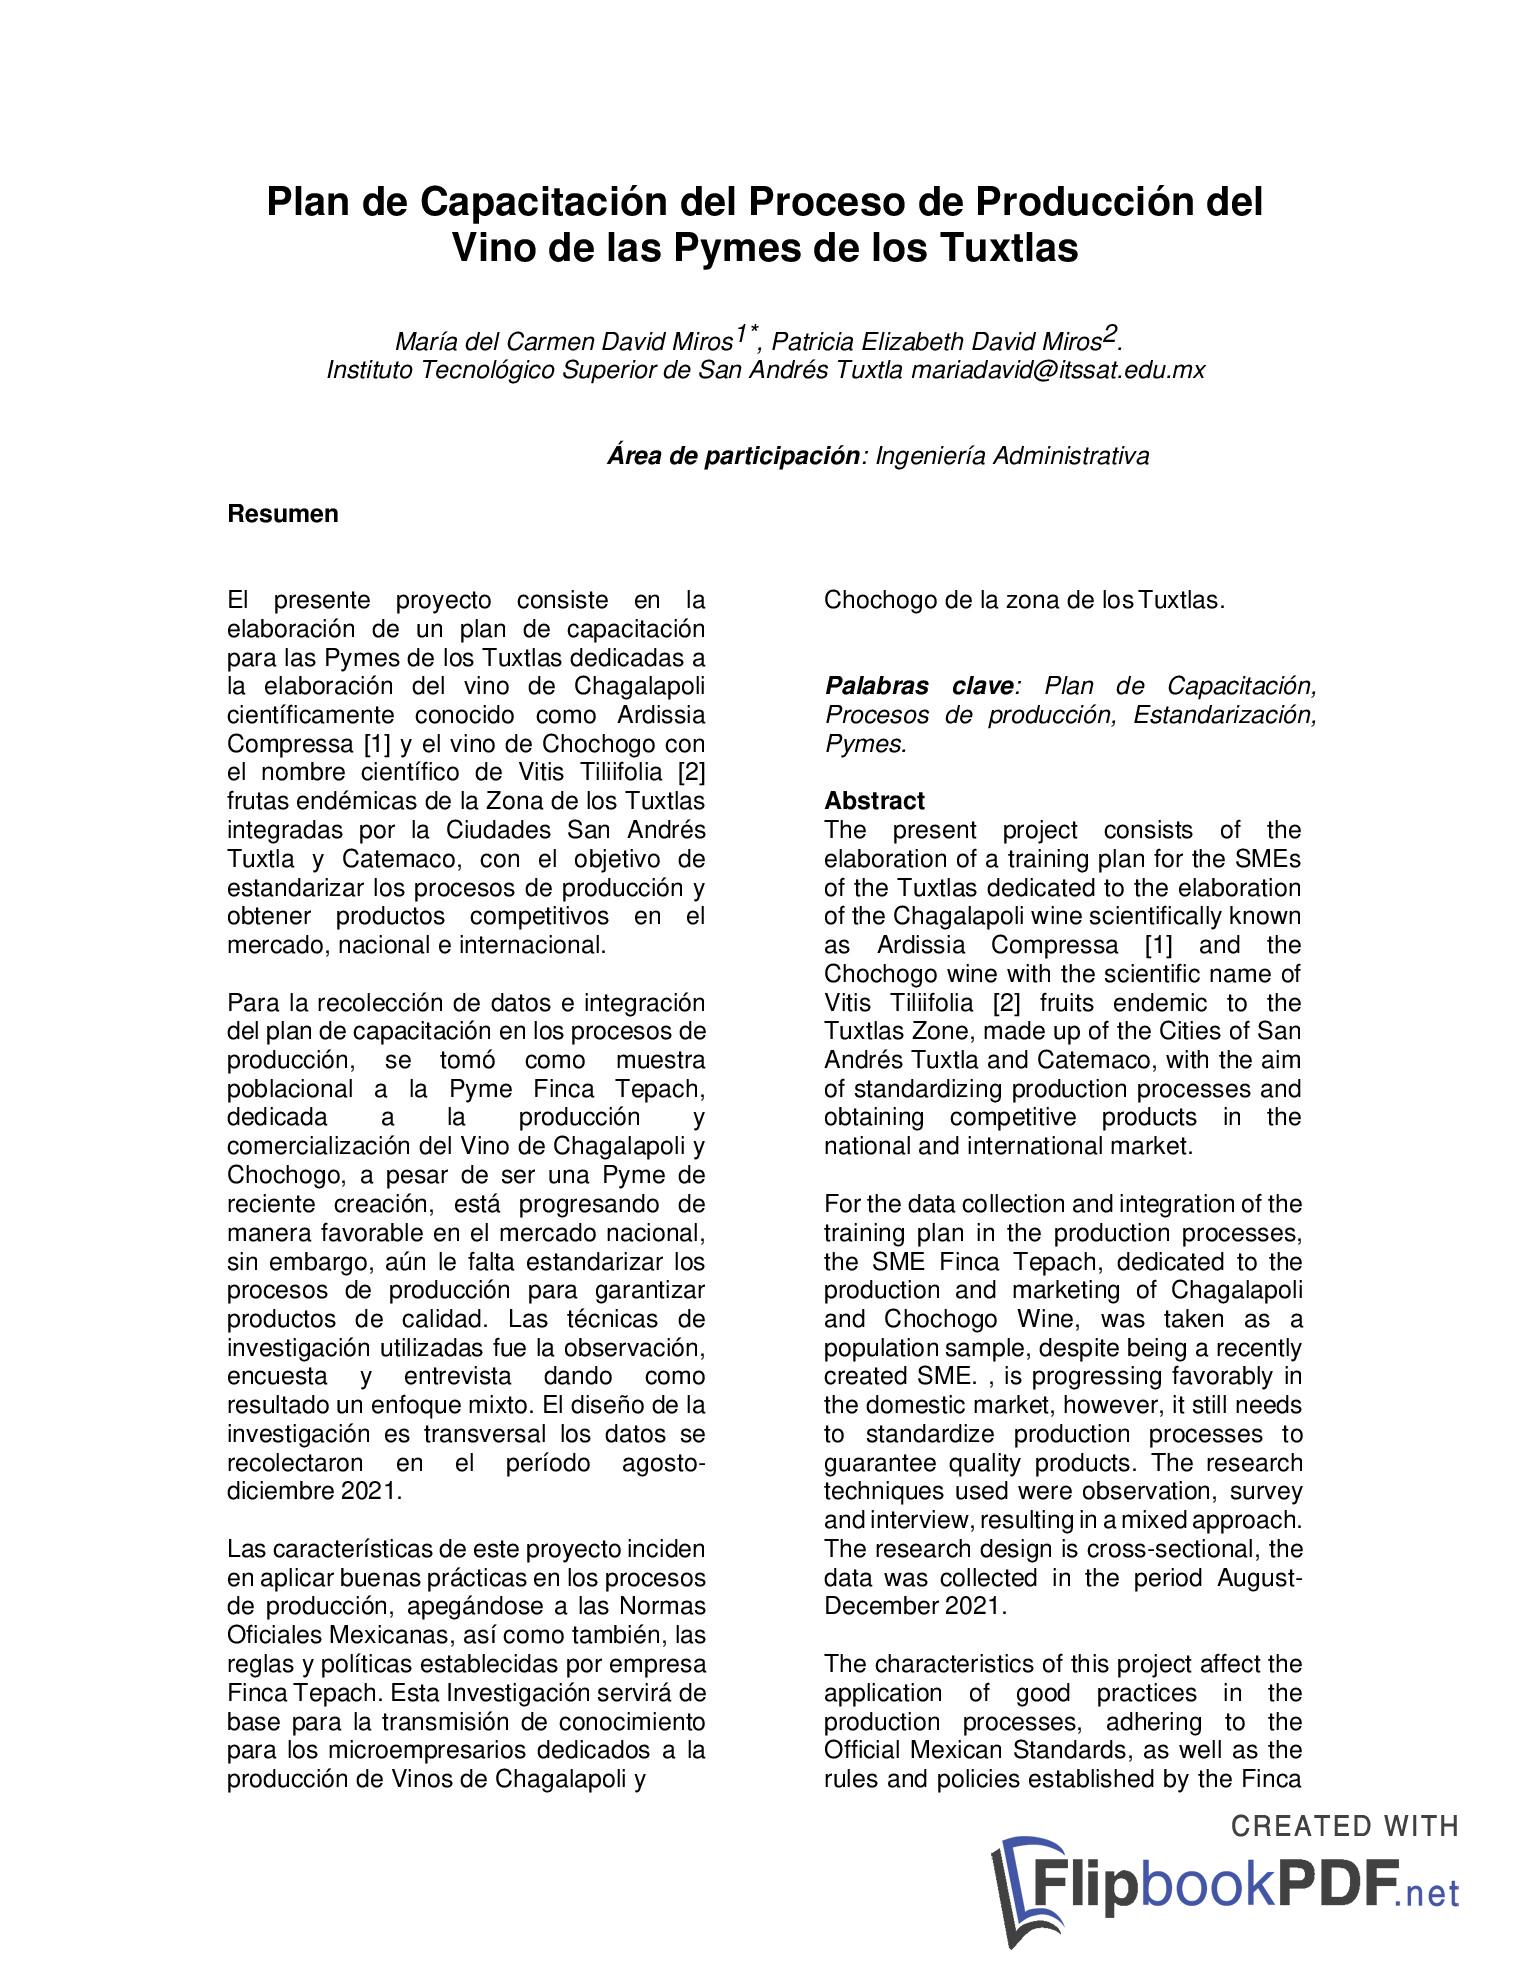 Plan de Capacitación del Proceso de Producción del
Vino de las Pymes de los Tuxtlas
María del Carmen David Miros1*, Patricia Elizabeth David Miros2.
Instituto Tecnológico Superior de San Andrés Tuxtla mariadavid@itssat.edu.mx
Área de participación: Ingeniería Administrativa
Resumen
El presente proyecto consiste en la
elaboración de un plan de capacitación
para las Pymes de los Tuxtlas dedicadas a
la elaboración del vino de Chagalapoli
científicamente conocido como Ardissia
Compressa [1] y el vino de Chochogo con
el nombre científico de Vitis Tiliifolia [2]
frutas endémicas de la Zona de los Tuxtlas
integradas por la Ciudades San Andrés
Tuxtla y Catemaco, con el objetivo de
estandarizar los procesos de producción y
obtener productos competitivos en el
mercado, nacional e internacional.
Para la recolección de datos e integración
del plan de capacitación en los procesos de
producción, se tomó como muestra
poblacional a la Pyme Finca Tepach,
dedicada a la producción y
comercialización del Vino de Chagalapoli y
Chochogo, a pesar de ser una Pyme de
reciente creación, está progresando de
manera favorable en el mercado nacional,
sin embargo, aún le falta estandarizar los
procesos de producción para garantizar
productos de calidad. Las técnicas de
investigación utilizadas fue la observación,
encuesta y entrevista dando como
resultado un enfoque mixto. El diseño de la
investigación es transversal los datos se
recolectaron en el período agosto-
diciembre 2021.
Las características de este proyecto inciden
en aplicar buenas prácticas en los procesos
de producción, apegándose a las Normas
Oficiales Mexicanas, así como también, las
reglas y políticas establecidas por empresa
Finca Tepach. Esta Investigación servirá de
base para la transmisión de conocimiento
para los microempresarios dedicados a la
producción de Vinos de Chagalapoli y
Chochogo de la zona de los Tuxtlas.
Palabras clave: Plan de Capacitación,
Procesos de producción, Estandarización,
Pymes.
Abstract
The present project consists of the
elaboration of a training plan for the SMEs
of the Tuxtlas dedicated to the elaboration
of the Chagalapoli wine scientifically known
as Ardissia Compressa [1] and the
Chochogo wine with the scientific name of
Vitis Tiliifolia [2] fruits endemic to the
Tuxtlas Zone, made up of the Cities of San
Andrés Tuxtla and Catemaco, with the aim
of standardizing production processes and
obtaining competitive products in the
national and international market.
For the data collection and integration of the
training plan in the production processes,
the SME Finca Tepach, dedicated to the
production and marketing of Chagalapoli
and Chochogo Wine, was taken as a
population sample, despite being a recently
created SME. , is progressing favorably in
the domestic market, however, it still needs
to standardize production processes to
guarantee quality products. The research
techniques used were observation, survey
and interview, resulting in a mixed approach.
The research design is cross-sectional, the
data was collected in the period August-
December 2021.
The characteristics of this project affect the
application of good practices in the
production processes, adhering to the
Official Mexican Standards, as well as the
rules and policies established by the Finca
CREATED WITH
FlipbookPDF.net